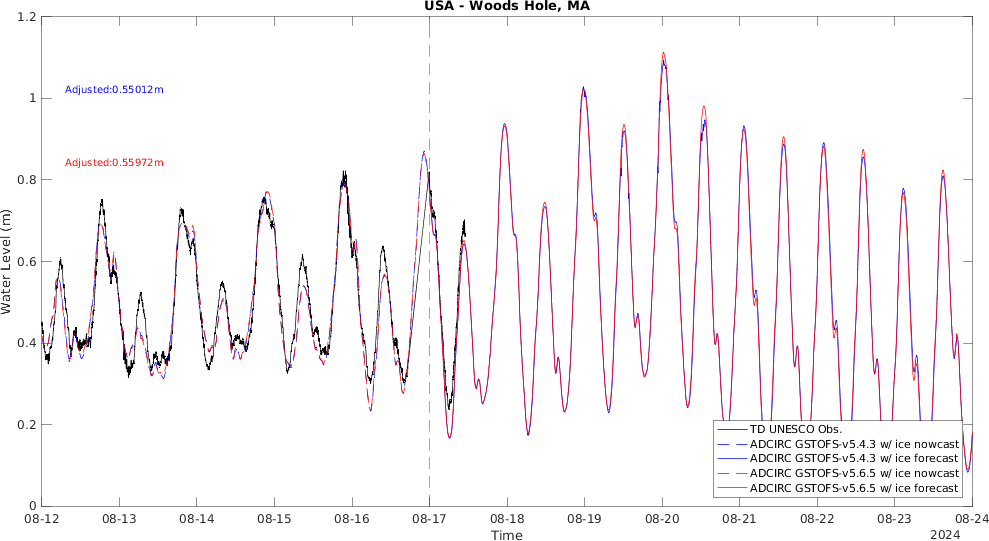 USA - Woods Hole, MA
1.2
1
0.8
0.6
0.4
0.2
0
Water Level (m)
Adjusted:0.55012m
Adjusted:0.55972m
TD UNESCO Obs.
ADCIRC GSTOFS-v5.4.3 w/ ice nowcast
ADCIRC GSTOFS-v5.4.3 w/ ice forecast
ADCIRC GSTOFS-v5.6.5 w/ ice nowcast
ADCIRC GSTOFS-v5.6.5 w/ ice forecast
08-12 08-13 08-14 08-15 08-16 08-17 08-18 08-19 08-20 08-21 08-22 08-23 08-24
Time
2024